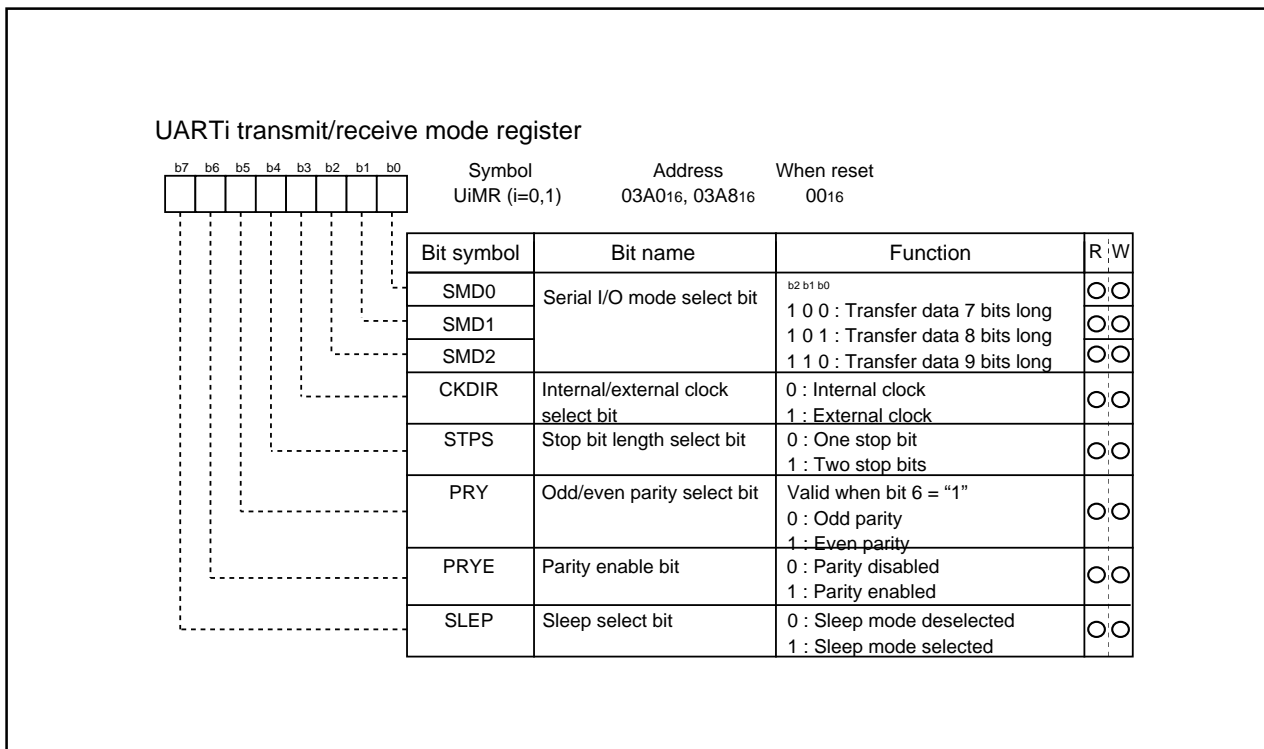 UARTi transmit/receive mode register
b7 b6 b5 b4 b3 b2 b1 b0
Symbol Address When reset
UiMR (i=0,1) 03A016, 03A816 0016
Bit symbol Bit name Function R W
SMD0 Serial I/O mode select bit b2 b1 b0
1 0 0 : Transfer data 7 bits long
SMD1 1 0 1 : Transfer data 8 bits long
SMD2 1 1 0 : Transfer data 9 bits long
CKDIR Internal/external clock 0 : Internal clock
select bit 1 : External clock
STPS Stop bit length select bit 0 : One stop bit
1 : Two stop bits
PRY Odd/even parity select bit Valid when bit 6 = “1”
0 : Odd parity
1 : Even parity
PRYE Parity enable bit 0 : Parity disabled
1 : Parity enabled
SLEP Sleep select bit 0 : Sleep mode deselected
1 : Sleep mode selected